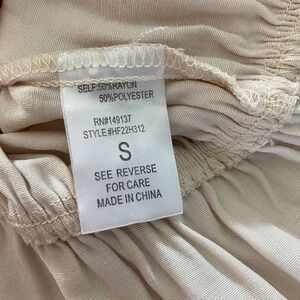 SELF:50%RAYON
50%POLYESTER
RN#149137
STYLE#HF22H312
S
SEE REVERSE
FOR CARE
MADE IN CHINA